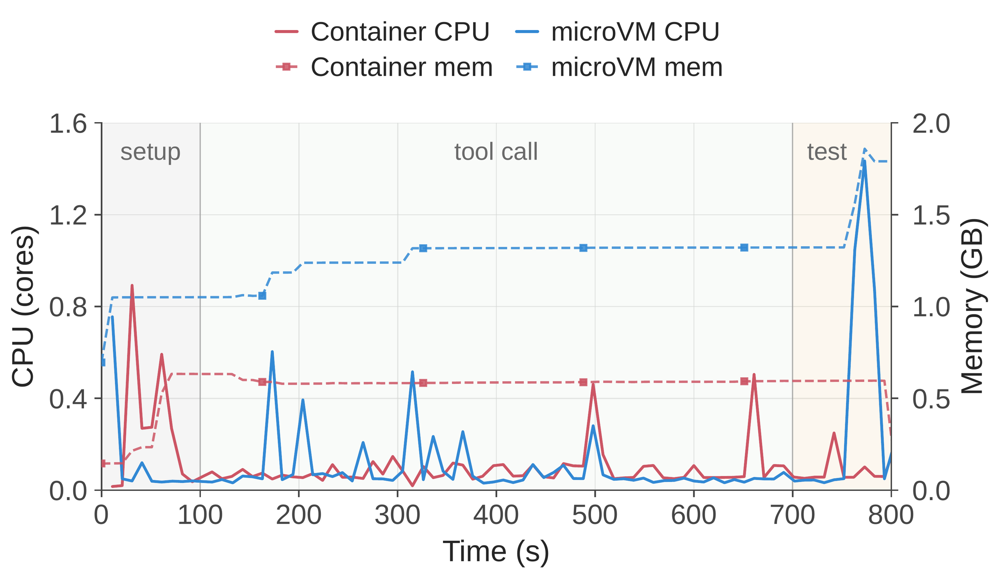 Container CPU
microVM CPU
Container mem
microVM mem
setup
tool call
test
CPU (cores)
1.6
1.2
0.8
0.4
0.0
Memory (GB)
2.0
1.5
1.0
0.5
0.0
0
100
200
300
400
500
600
700
800
Time (s)